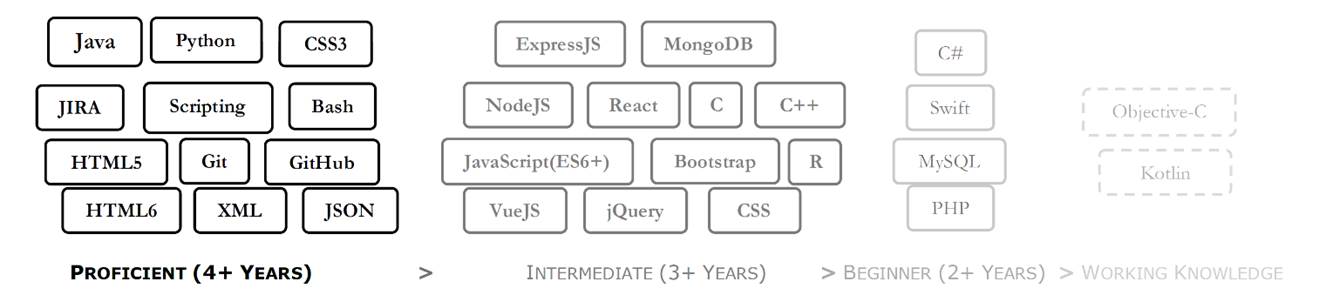 Java Python CSS3
JIRA Scripting Bash
HTML5 Git GitHub
HTML6 XML JSON
PROFICIENT (4+ YEARS)
>
ExpressJS MongoDB
NodeJS React C C++
JavaScript(ES6+) Bootstrap R
VueJS jQuery CSS
INTERMEDIATE (3+ YEARS)
>
C#
Swift
MySQL
PHP
BEGINNER (2+ YEARS)
>
Objective-C
Kotlin
WORKING KNOWLEDGE